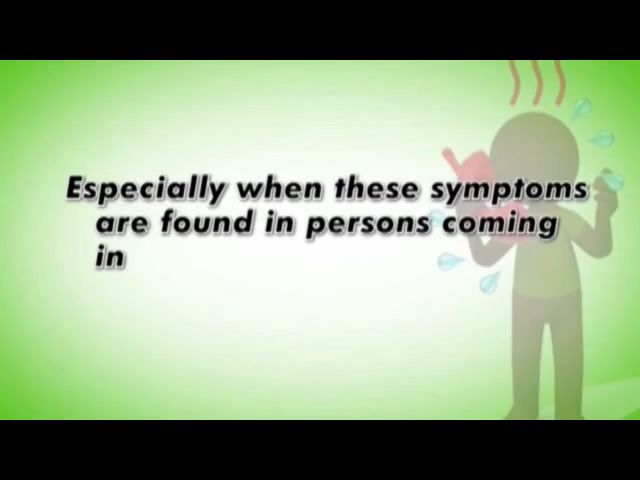 Especially when these symptoms
are found in persons coming
in